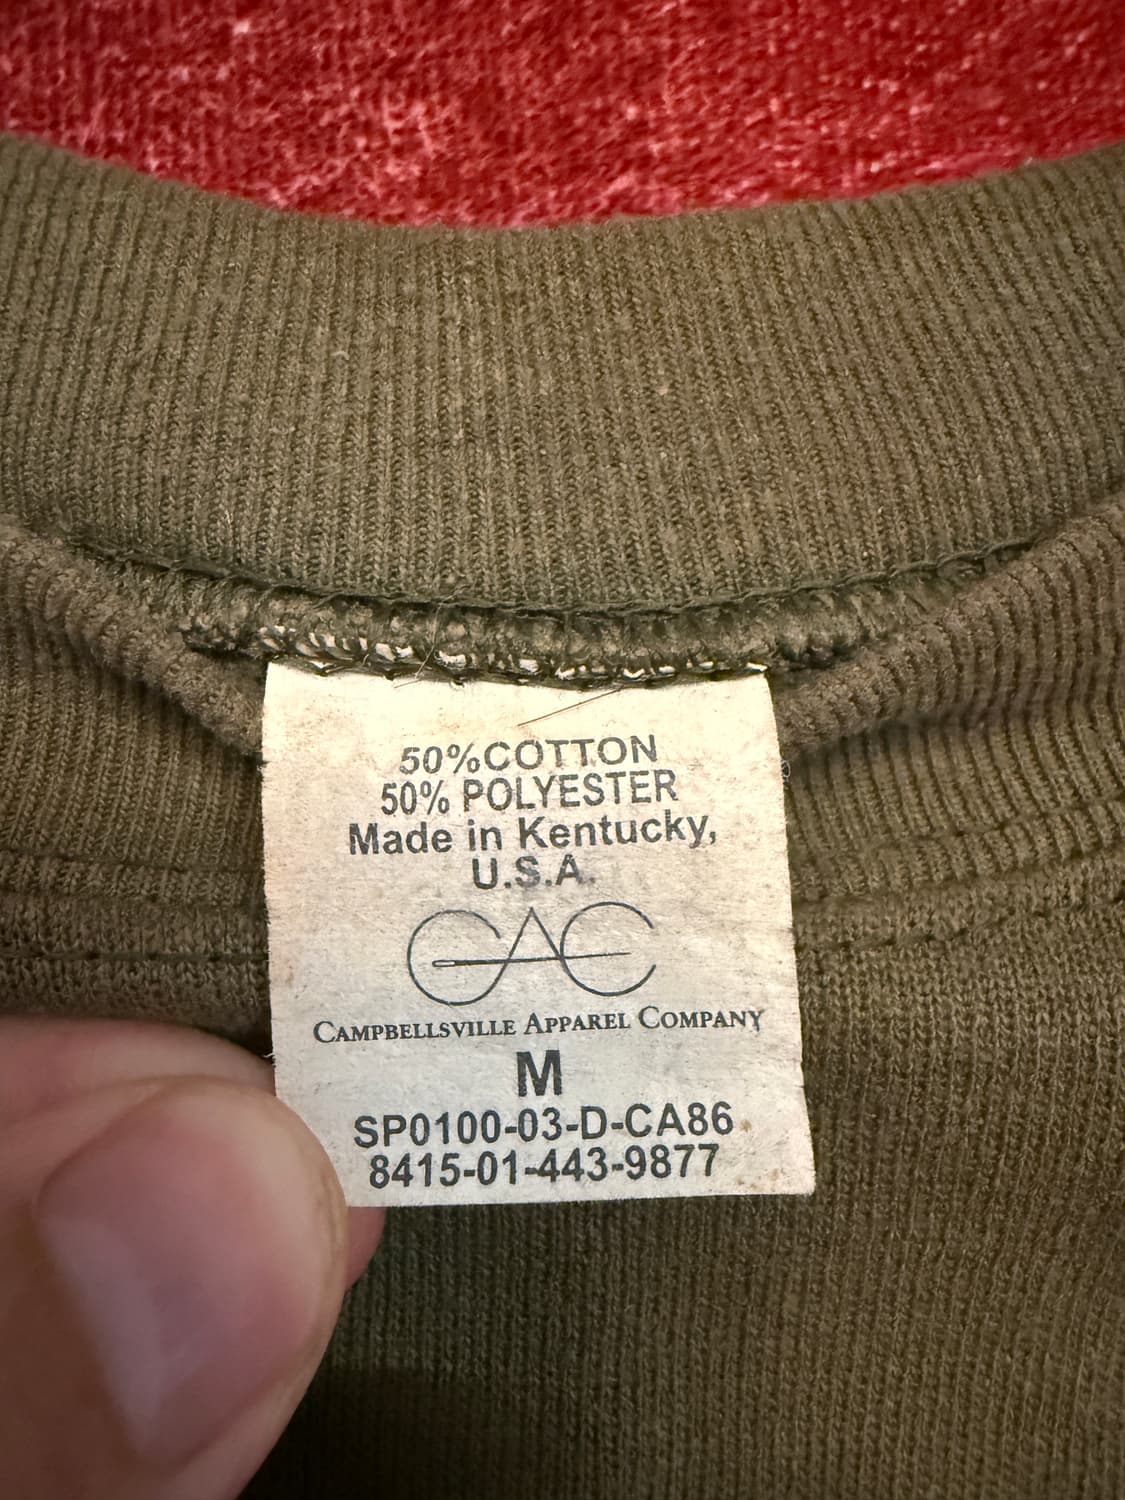 50%COTTON
50% POLYESTER
Made in Kentucky,
U.S.A.
CAC
CAMPBELLSVILLE APPAREL COMPANY
M
SP0100-03-D-CA86
8415-01-443-9877